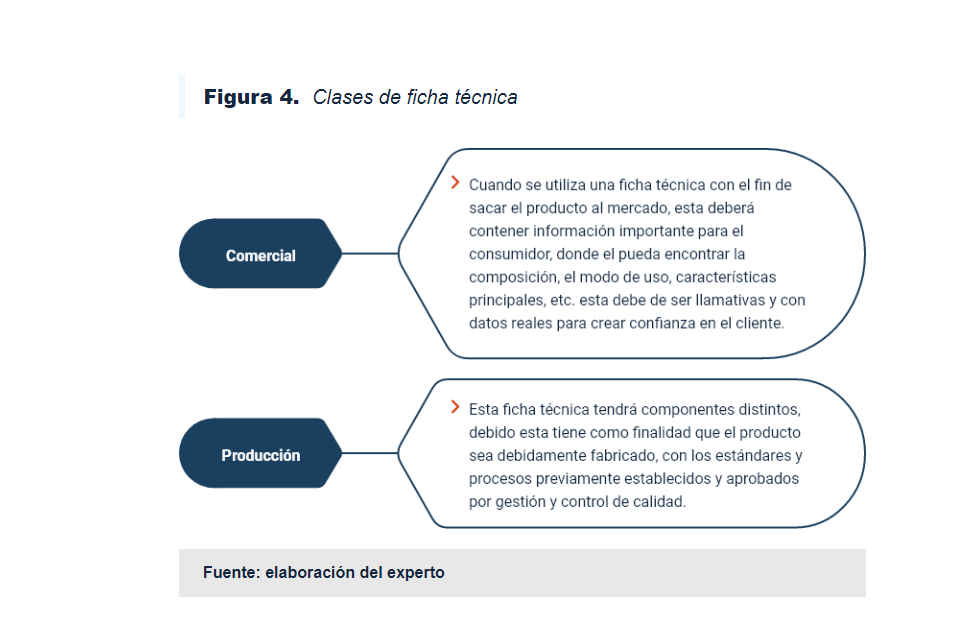 Figura 4. Clases de ficha técnica
Comercial
Cuando se utiliza una ficha técnica con el fin de
sacar el producto al mercado, esta deberá
contener información importante para el
consumidor, donde el pueda encontrar la
composición, el modo de uso, características
principales, etc. esta debe de ser llamativas y con
datos reales para crear confianza en el cliente.
Producción
Esta ficha técnica tendrá componentes distintos,
debido esta tiene como finalidad que el producto
sea debidamente fabricado, con los estándares y
procesos previamente establecidos y aprobados
por gestión y control de calidad.
Fuente: elaboración del experto